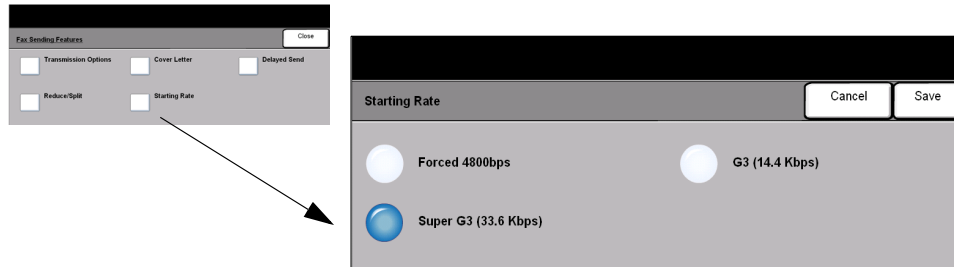 Fax Sending Features
Close
Transmission Options
Cover Letter
Delayed Send
Reduce/Split
Starting Rate
Starting Rate
Cancel
Save
Forced 4800bps
G3 (14.4 Kbps)
Super G3 (33.6 Kbps)